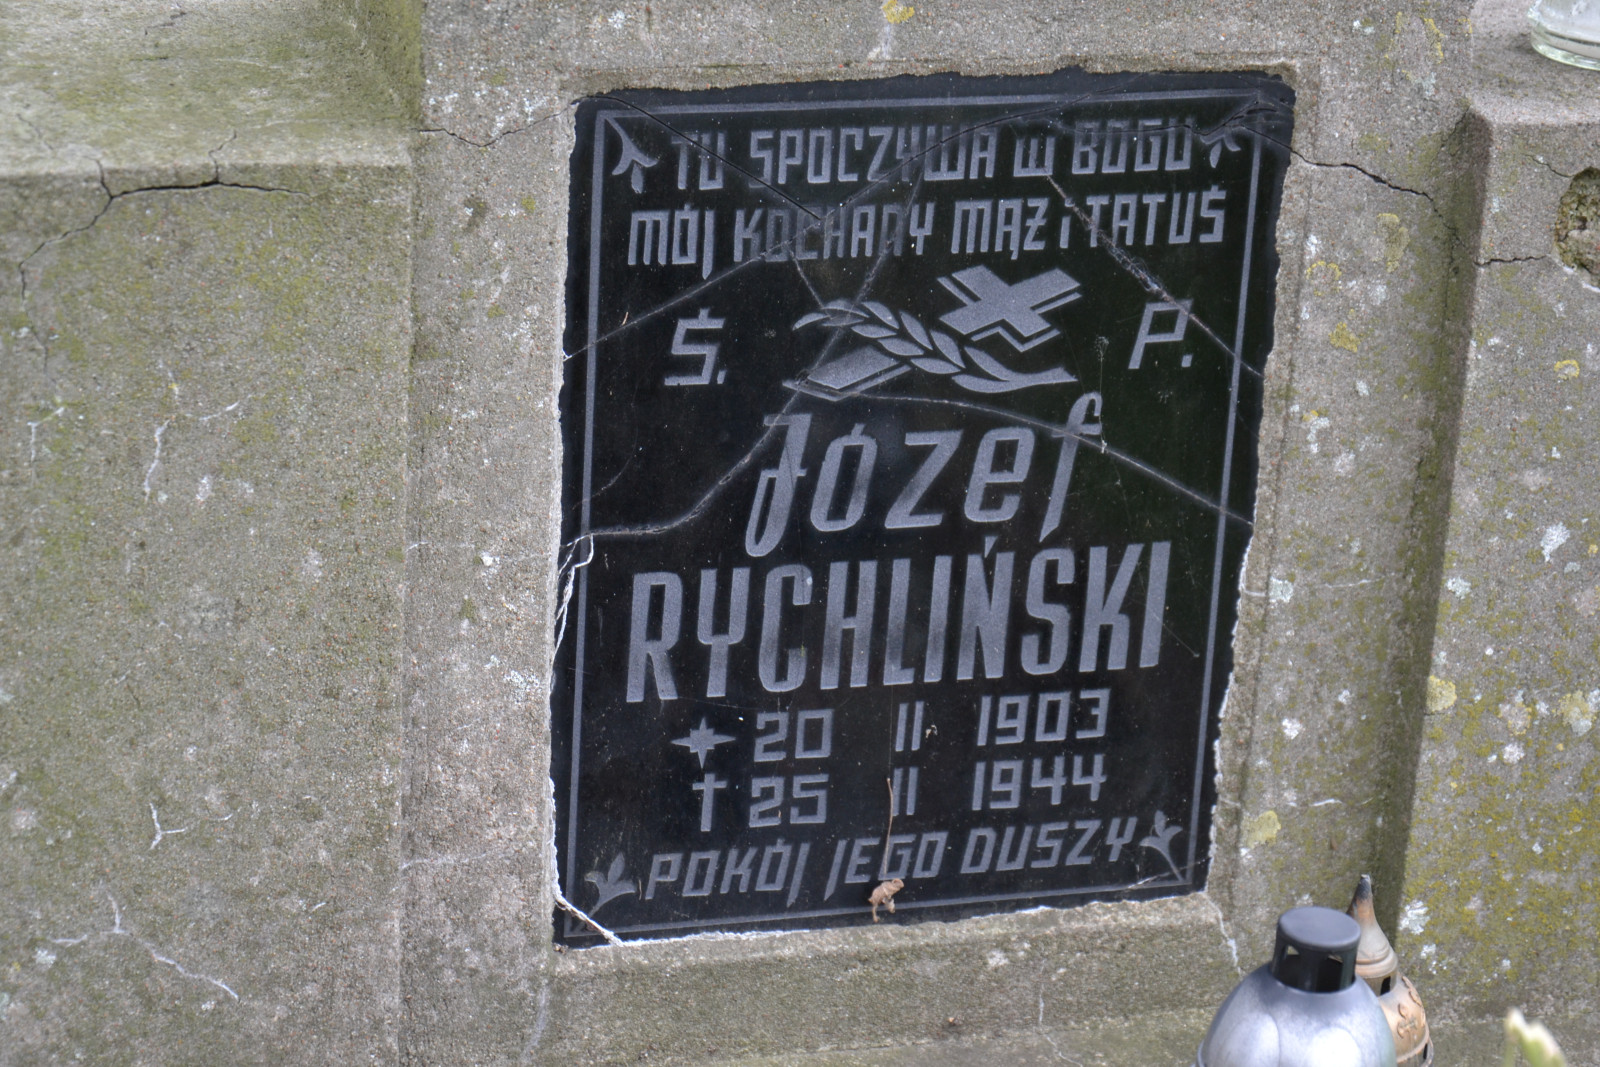 TU SPOCZYWA W BOGU
MÓJ KOCHANY MĄŻ i TATUŚ
Ś. P.
Józef
RYCHLIŃSKI
20 II 1903
† 25 II 1944
POKÓJ JEGO DUSZY